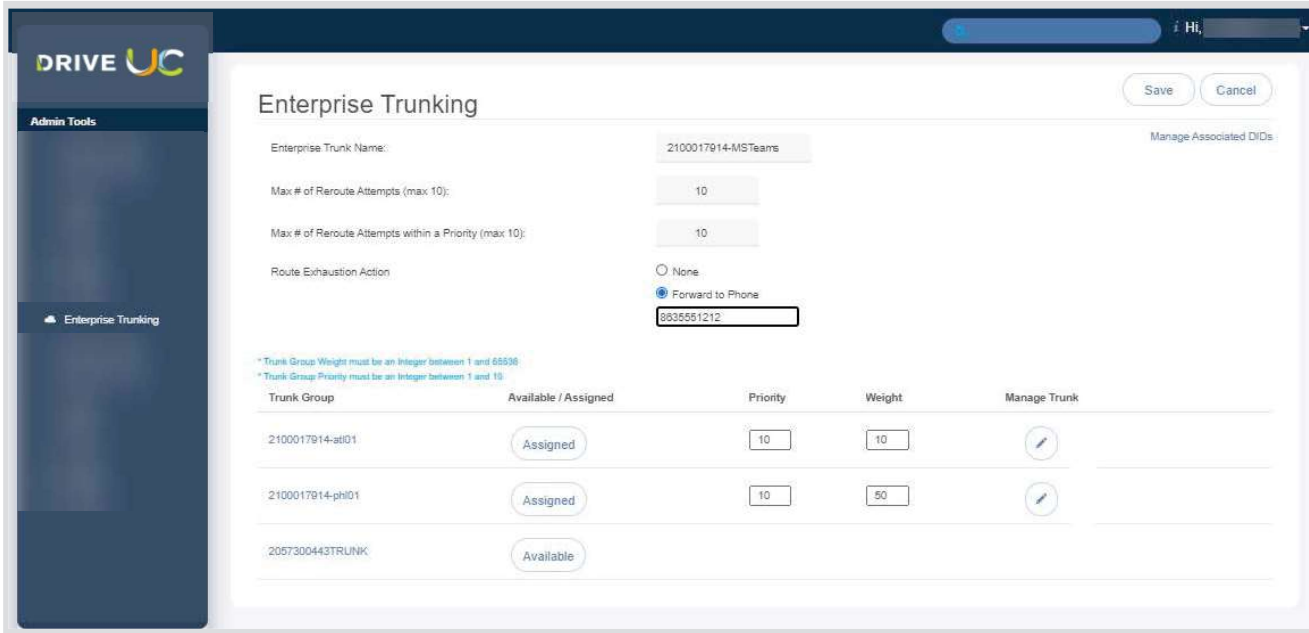 i Hi,
DRIVE UC
Admin Tools
Enterprise Trunking
Enterprise Trunking
Save
Cancel
Manage Associated DIDs
Enterprise Trunk Name:
2100017914-MSTeams
Max # of Reroute Attempts (max 10):
10
Max # of Reroute Attempts within a Priority (max 10):
10
Route Exhaustion Action
None
Forward to Phone
8635551212
* Trunk Group Weight must be an Integer between 1 and 65536
* Trunk Group Priority must be an Integer between 1 and 10
Trunk Group Available / Assigned Priority Weight Manage Trunk
2100017914-atl01 Assigned 10 10
2100017914-phl01 Assigned 10 50
2057300443TRUNK Available